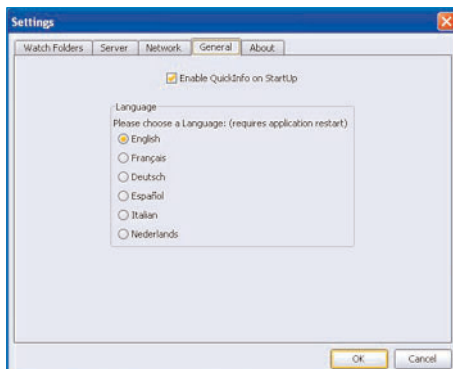 Settings
Watch Folders Server Network General About
Enable QuickInfo on StartUp
Language
Please choose a Language: (requires application restart)
English
Français
Deutsch
Español
Italian
Nederlands
OK Cancel